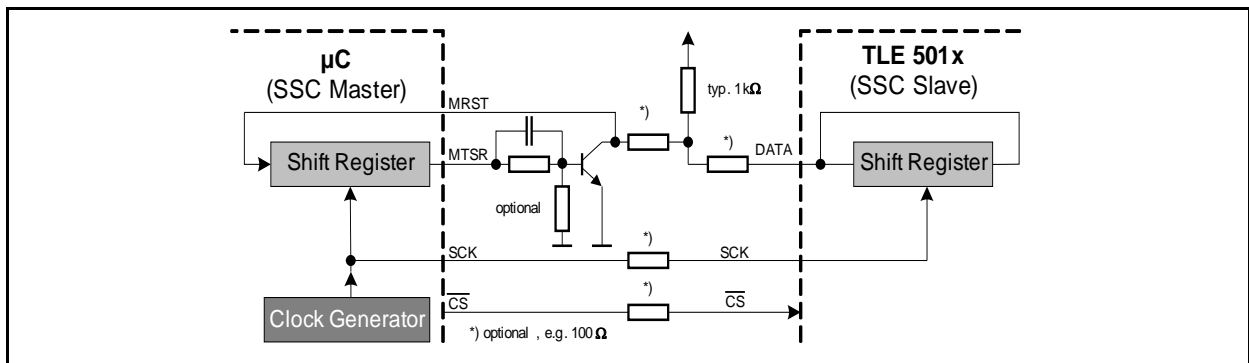 µC
(SSC Master)
TLE 501x
(SSC Slave)
typ. 1kΩ
MRST
*)
*)
DATA
MTSR
Shift Register
Shift Register
optional
*)
SCK
SCK
*)
CS
CS
Clock Generator
*) optional , e.g. 100 Ω